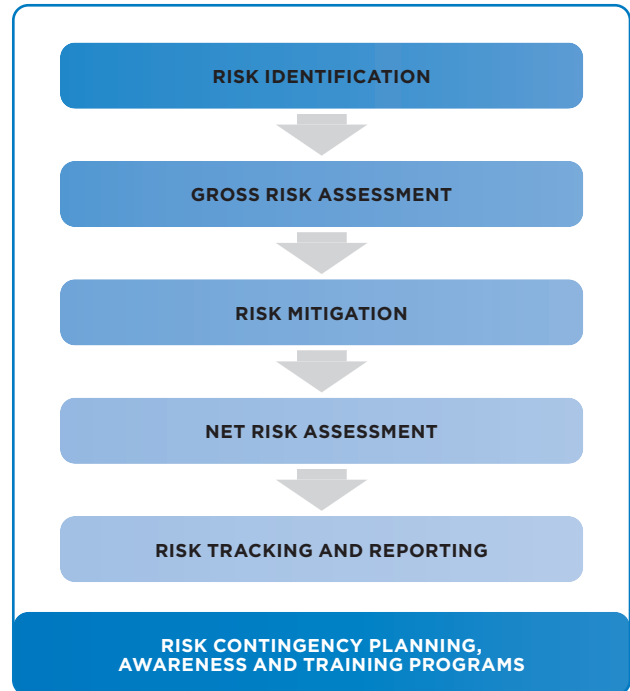 RISK IDENTIFICATION
GROSS RISK ASSESSMENT
RISK MITIGATION
NET RISK ASSESSMENT
RISK TRACKING AND REPORTING
RISK CONTINGENCY PLANNING,
AWARENESS AND TRAINING PROGRAMS